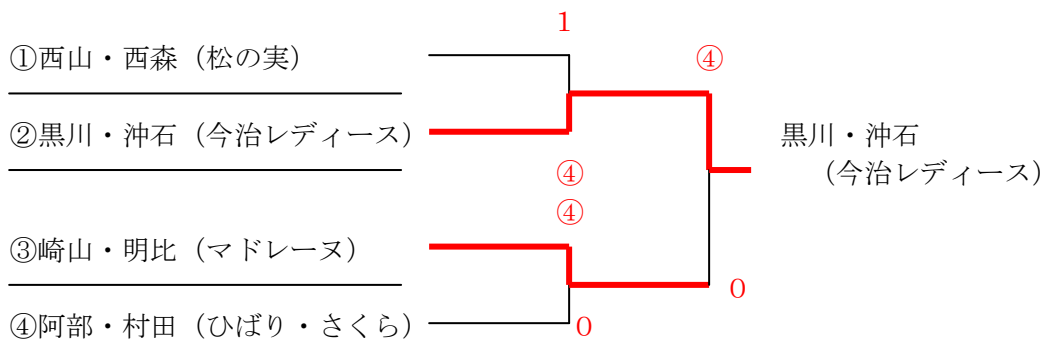 1
①西山・西森（松の実）
④
②黒川・沖石（今治レディース）
黒川・沖石
（今治レディース）
④
④
③崎山・明比（マドレーヌ）
0
④阿部・村田（ひばり・さくら）
0